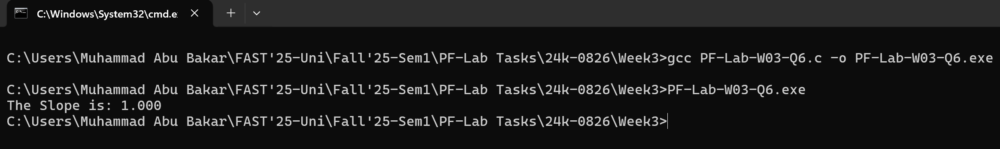 C:\Windows\System32\cmd.e
C:\Users\Muhammad Abu Bakar\FAST'25-Uni\Fall'25-Sem1\PF-Lab Tasks\24k-0826\Week3>gcc PF-Lab-W03-Q6.c -o PF-Lab-W03-Q6.exe
C:\Users\Muhammad Abu Bakar\FAST'25-Uni\Fall'25-Sem1\PF-Lab Tasks\24k-0826\Week3>PF-Lab-W03-Q6.exe
The Slope is: 1.000
C:\Users\Muhammad Abu Bakar\FAST'25-Uni\Fall'25-Sem1\PF-Lab Tasks\24k-0826\Week3>